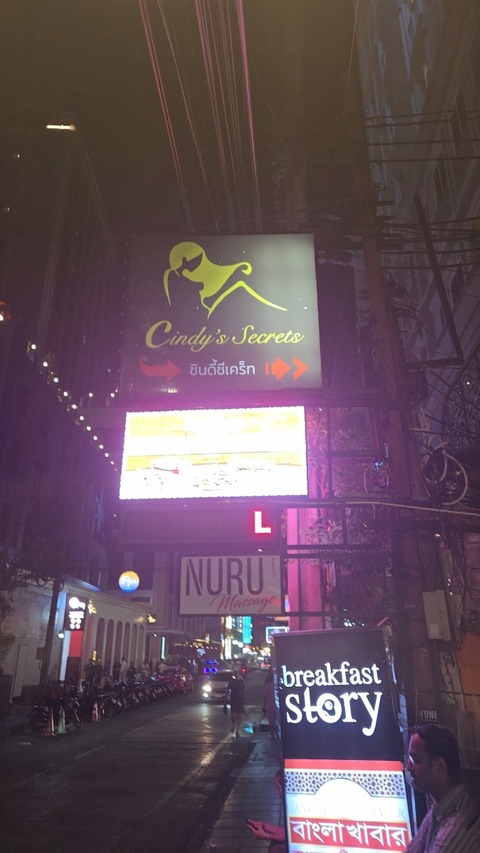 Cindy's Secrets
ซินดี้ซีเคร็ท
L
NURU
Massage
breakfast
story
বাংলা খাবার